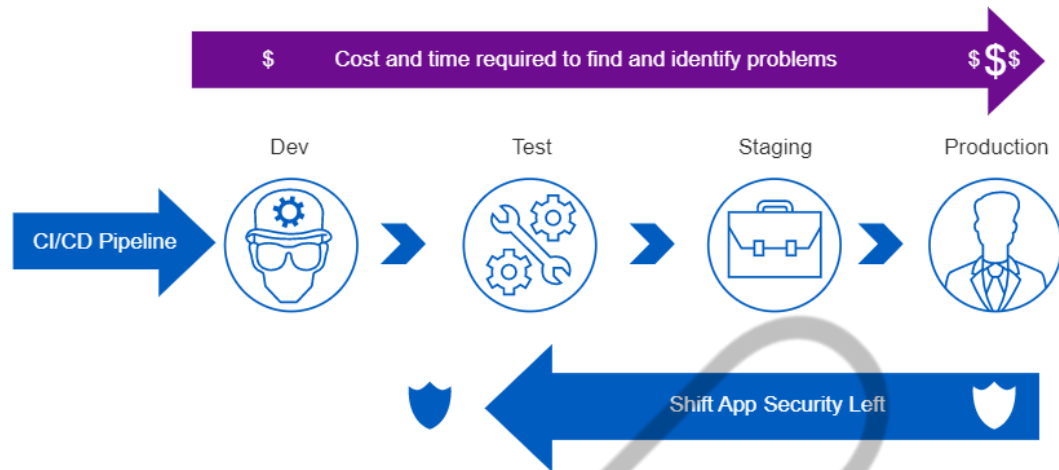 $ Cost and time required to find and identify problems $$$
Dev Test Staging Production
CI/CD Pipeline
Shift App Security Left